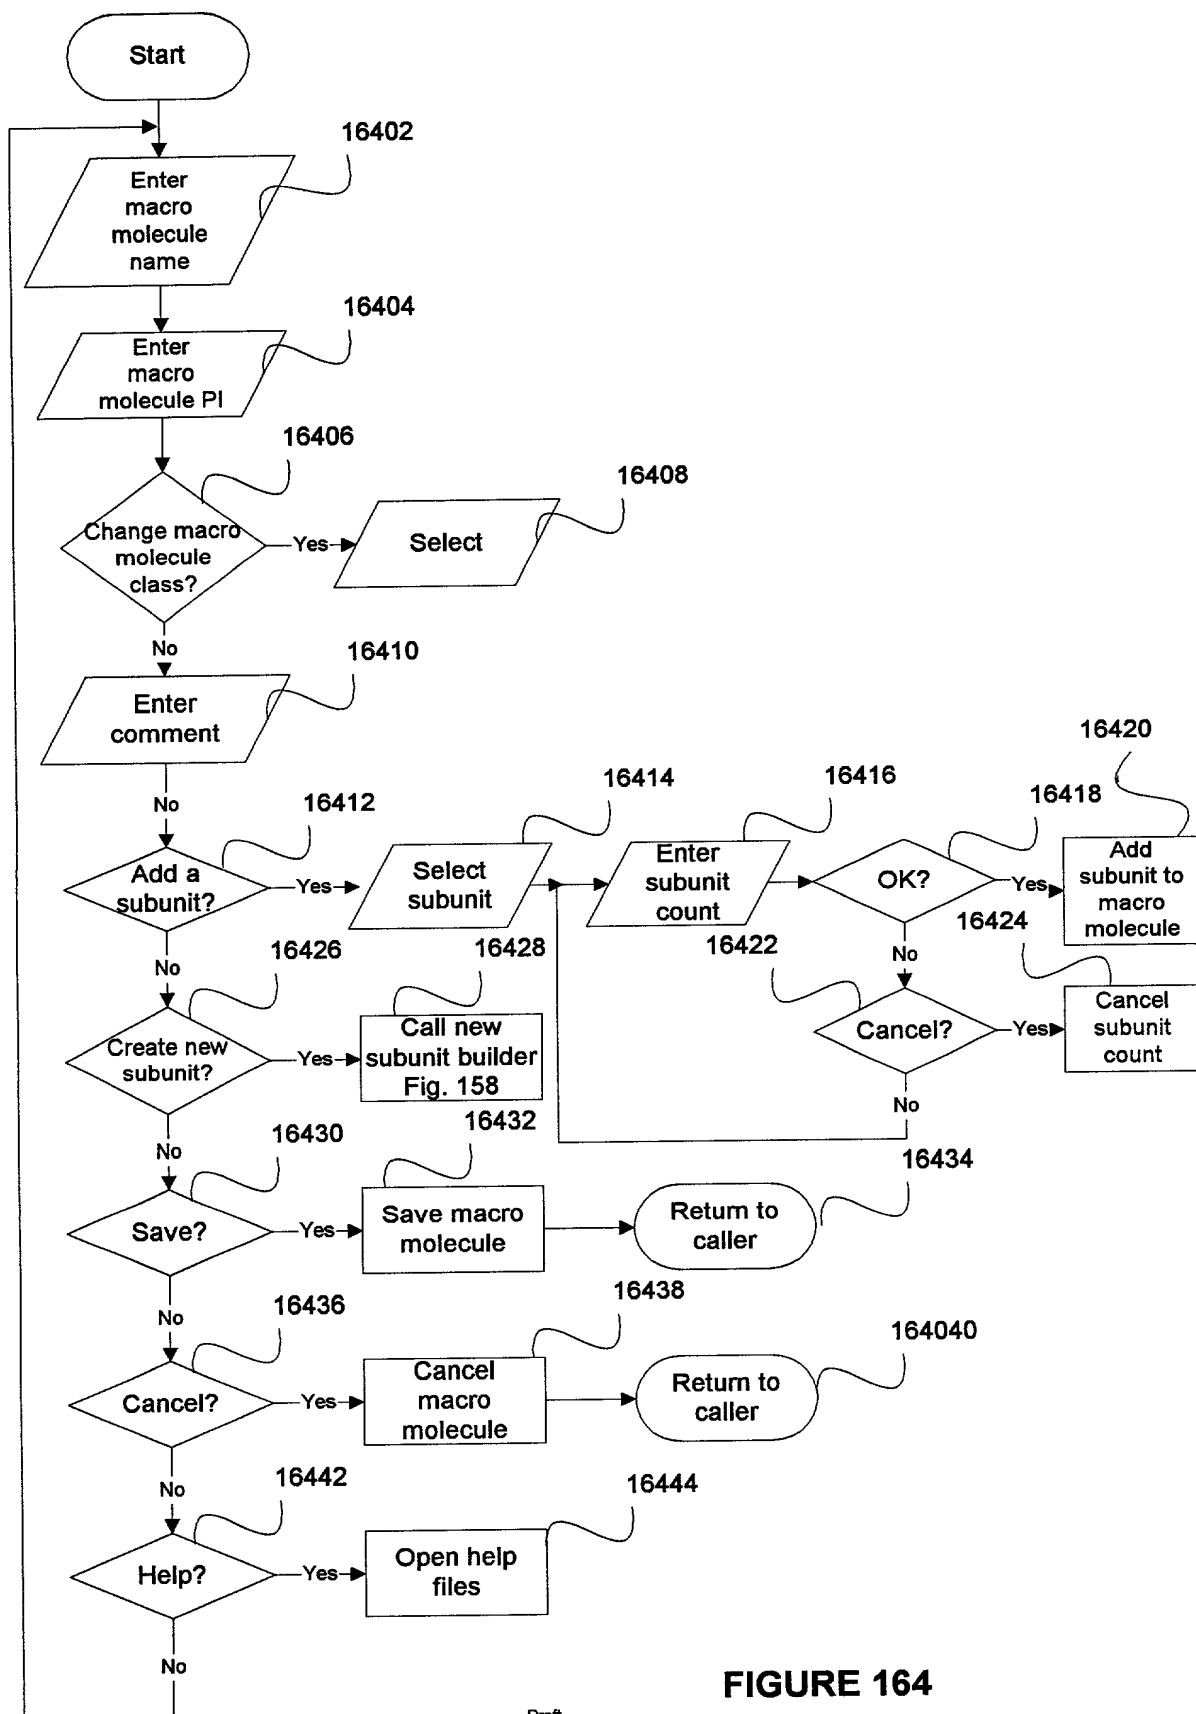 Start
16402
Enter
macro
molecule
name
16404
Enter
macro
molecule PI
16406
16408
Change macro
molecule
class?
Yes
Select
No
16410
Enter
comment
No
16412
16414
16416
16418
16420
Add a
subunit?
Yes
Select
subunit
Enter
subunit
count
OK?
Yes
Add
subunit to
macro
molecule
No
No
16422
16424
Cancel?
Yes
Cancel
subunit
count
No
16426
16428
Create new
subunit?
Yes
Call new
subunit builder
Fig. 158
No
16430
16432
16434
Save?
Yes
Save macro
molecule
Return to
caller
No
16436
16438
164040
Cancel?
Yes
Cancel
macro
molecule
Return to
caller
No
16442
16444
Help?
Yes
Open help
files
No
FIGURE 164